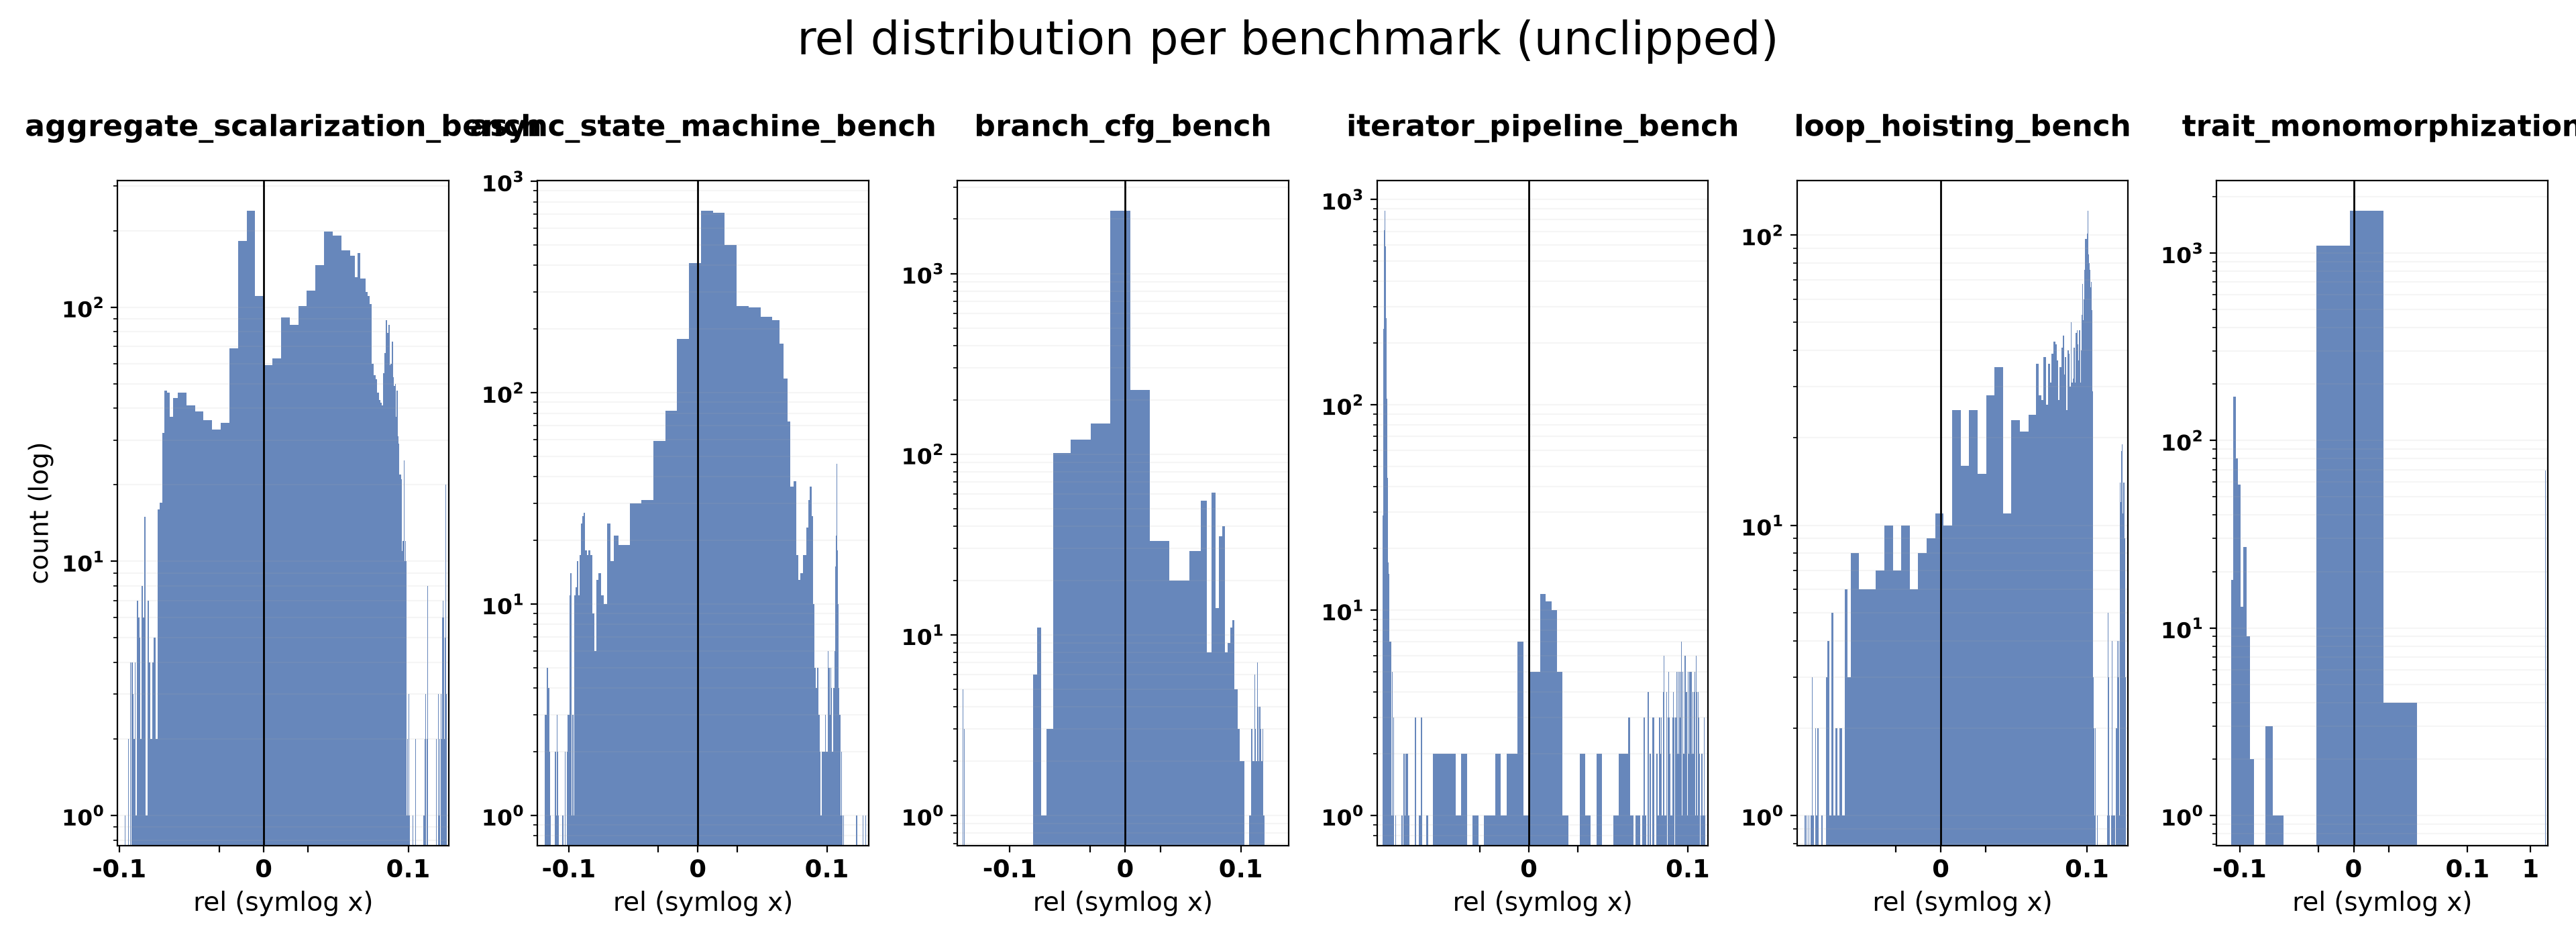 rel distribution per benchmark (unclipped)
aggregate_scalarization_bench
async_state_machine_bench
branch_cfg_bench
iterator_pipeline_bench
loop_hoisting_bench
trait_monomorphization
count (log)
10²
10¹
10⁰
-0.1 0 0.1
rel (symlog x)
10³
10²
10¹
10⁰
-0.1 0 0.1
rel (symlog x)
10³
10²
10¹
10⁰
-0.1 0 0.1
rel (symlog x)
10³
10²
10¹
10⁰
0 0.1
rel (symlog x)
10²
10¹
10⁰
0 0.1
rel (symlog x)
10³
10²
10¹
10⁰
-0.1 0 0.1 1
rel (symlog x)